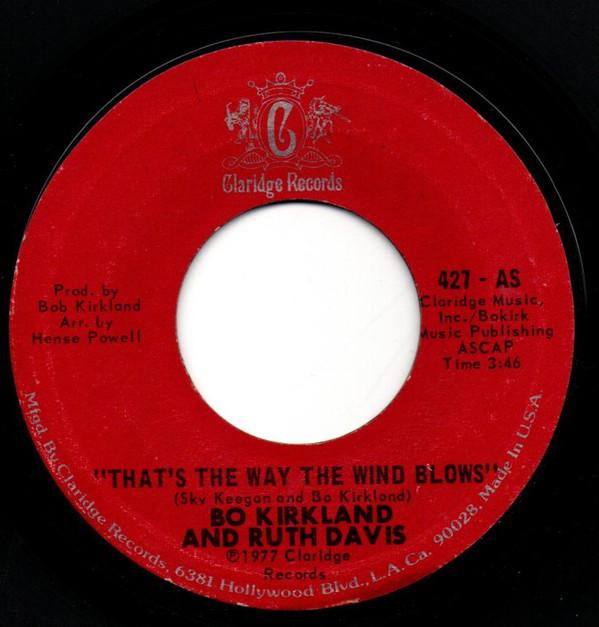 C
Claridge Records
Prod. by
Bob Kirkland
Arr. by
Hense Powell
427 - AS
Claridge Music,
Inc./Bokirk
Music Publishing
ASCAP
Time 3:46
"THAT'S THE WAY THE WIND BLOWS"
(Sky Keegan and Bo Kirkland)
BO KIRKLAND
AND RUTH DAVIS
℗1977 Claridge
Records
Mfgd. By Claridge Records, 6381 Hollywood Blvd., L.A. Ca. 90028. Made In U.S.A.